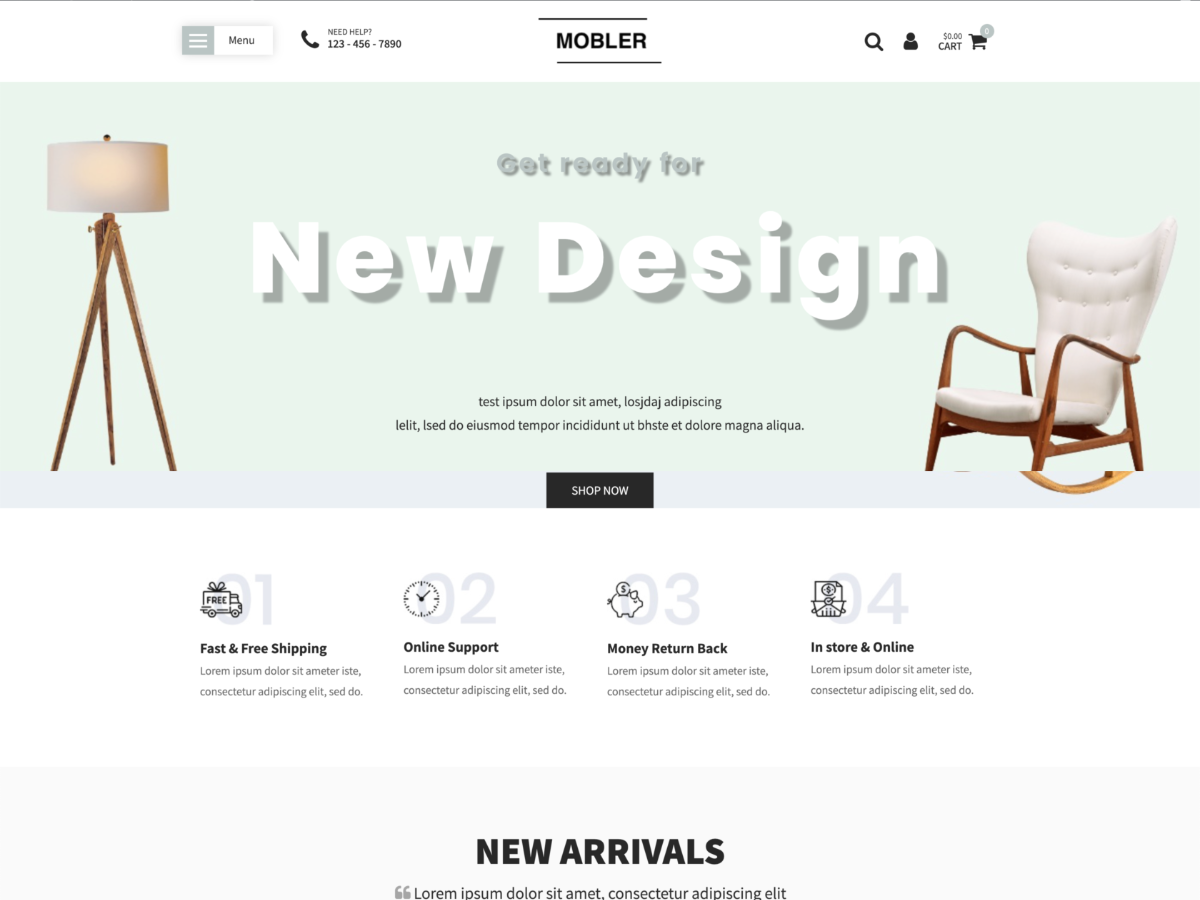 Menu
NEED HELP?
123 - 456 - 7890
MOBLER
$0.00
CART
0
Get ready for
New Design
test ipsum dolor sit amet, losjdaj adipiscing
lelit, lsed do eiusmod tempor incididunt ut bhste et dolore magna aliqua.
SHOP NOW
FREE
01
Fast & Free Shipping
Lorem ipsum dolor sit ameter iste,
consectetur adipiscing elit, sed do.
02
Online Support
Lorem ipsum dolor sit ameter iste,
consectetur adipiscing elit, sed do.
$
03
Money Return Back
Lorem ipsum dolor sit ameter iste,
consectetur adipiscing elit, sed do.
$
04
In store & Online
Lorem ipsum dolor sit ameter iste,
consectetur adipiscing elit, sed do.
NEW ARRIVALS
❝ Lorem ipsum dolor sit amet, consectetur adipiscing elit